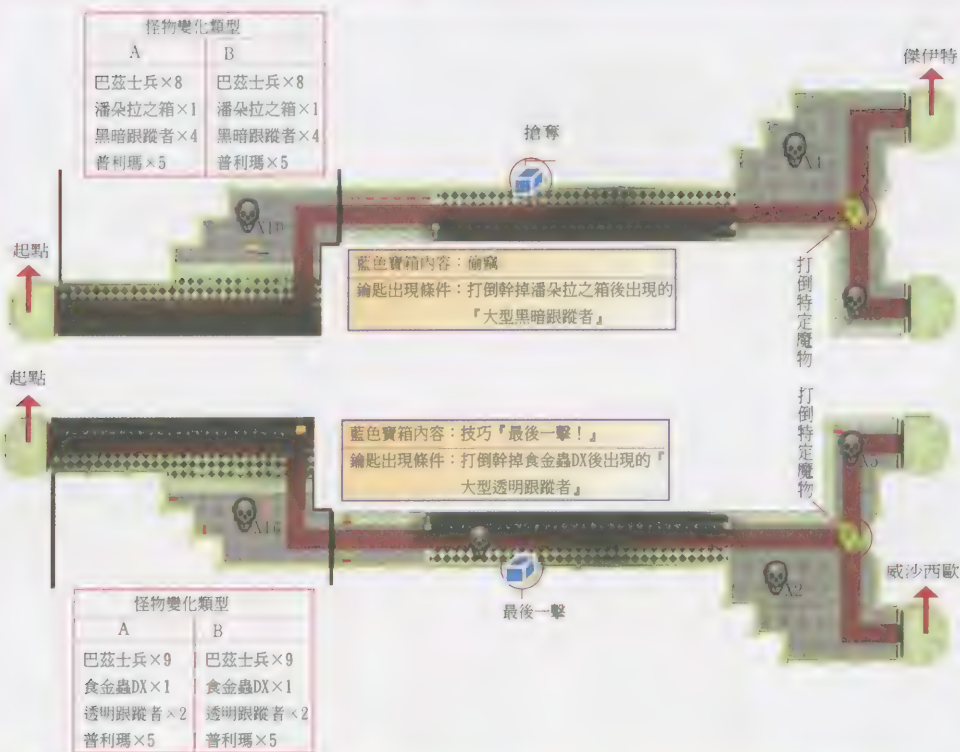 怪物變化類型
A B
巴茲士兵×8 巴茲士兵×8
潘朵拉之箱×1 潘朵拉之箱×1
黑暗跟蹤者×4 黑暗跟蹤者×4
普利瑪×5 普利瑪×5
傑伊特
搶奪
X1
起點
藍色寶箱內容：偷竊
鑰匙出現條件：打倒幹掉潘朵拉之箱後出現的
『大型黑暗跟蹤者』
打倒特定魔物
起點
藍色寶箱內容：技巧『最後一擊！』
鑰匙出現條件：打倒幹掉食金蟲DX後出現的『
大型透明跟蹤者』
打倒特定魔物
X16
X2
威沙西歐
最後一擊
怪物變化類型
A B
巴茲士兵×9 巴茲士兵×9
食金蟲DX×1 食金蟲DX×1
透明跟蹤者×2 透明跟蹤者×2
普利瑪×5 普利瑪×5